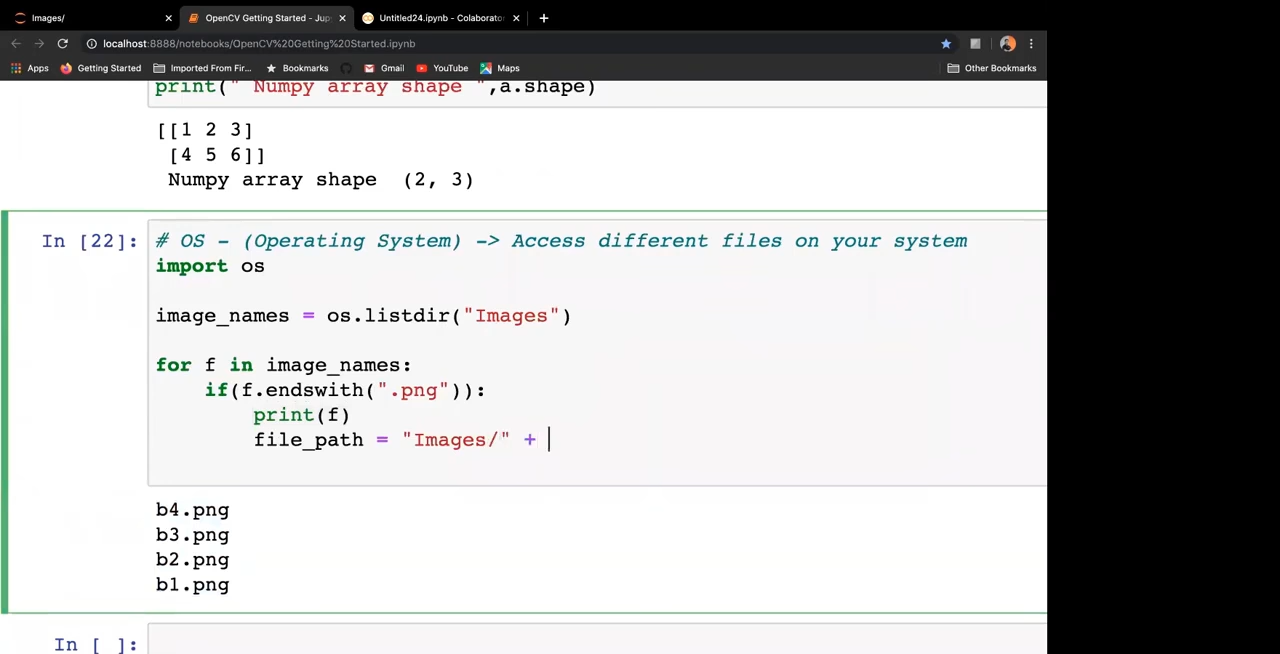 Images/
OpenCV Getting Started - Jup
Untitled24.ipynb - Colaborator
localhost:8888/notebooks/OpenCV%20Getting%20Started.ipynb
Apps
Getting Started
Imported From Fir...
Bookmarks
Gmail
YouTube
Maps
Other Bookmarks
print(" Numpy array shape ",a.shape)
[[1 2 3]
[4 5 6]]
Numpy array shape (2, 3)
In [22]:
# OS - (Operating System) -> Access different files on your system
import os
image_names = os.listdir("Images")
for f in image_names:
if(f.endswith(".png")):
print(f)
file_path = "Images/" +
b4.png
b3.png
b2.png
b1.png
In [ ]: